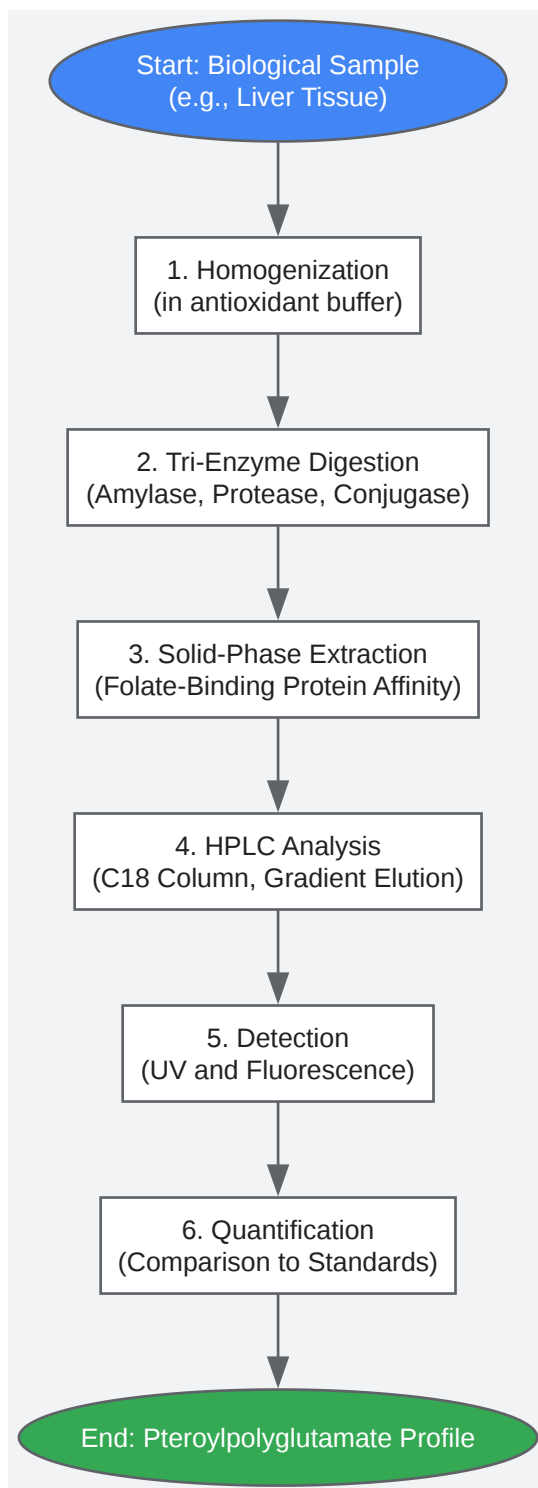 Start: Biological Sample
(e.g., Liver Tissue)
1. Homogenization
(in antioxidant buffer)
2. Tri-Enzyme Digestion
(Amylase, Protease, Conjugase)
3. Solid-Phase Extraction
(Folate-Binding Protein Affinity)
4. HPLC Analysis
(C18 Column, Gradient Elution)
5. Detection
(UV and Fluorescence)
6. Quantification
(Comparison to Standards)
End: Pteroylpolyglutamate Profile